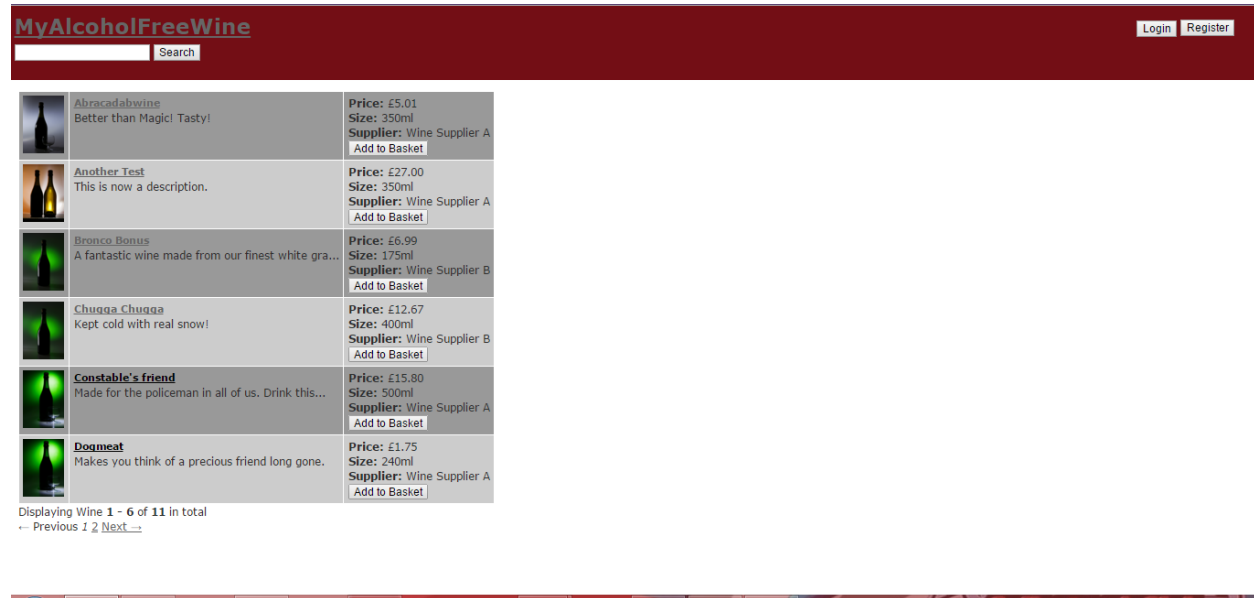 MyAlcoholFreeWine
Login Register
Search
Abracadabwine
Better than Magic! Tasty!
Price: £5.01
Size: 350ml
Supplier: Wine Supplier A
Add to Basket
Another Test
This is now a description.
Price: £27.00
Size: 350ml
Supplier: Wine Supplier A
Add to Basket
Bronco Bonus
A fantastic wine made from our finest white gra...
Price: £6.99
Size: 175ml
Supplier: Wine Supplier B
Add to Basket
Chugga Chugga
Kept cold with real snow!
Price: £12.67
Size: 400ml
Supplier: Wine Supplier B
Add to Basket
Constable's friend
Made for the policeman in all of us. Drink this...
Price: £15.80
Size: 500ml
Supplier: Wine Supplier A
Add to Basket
Dogmeat
Makes you think of a precious friend long gone.
Price: £1.75
Size: 240ml
Supplier: Wine Supplier A
Add to Basket
Displaying Wine 1 - 6 of 11 in total
← Previous 1 2 Next →